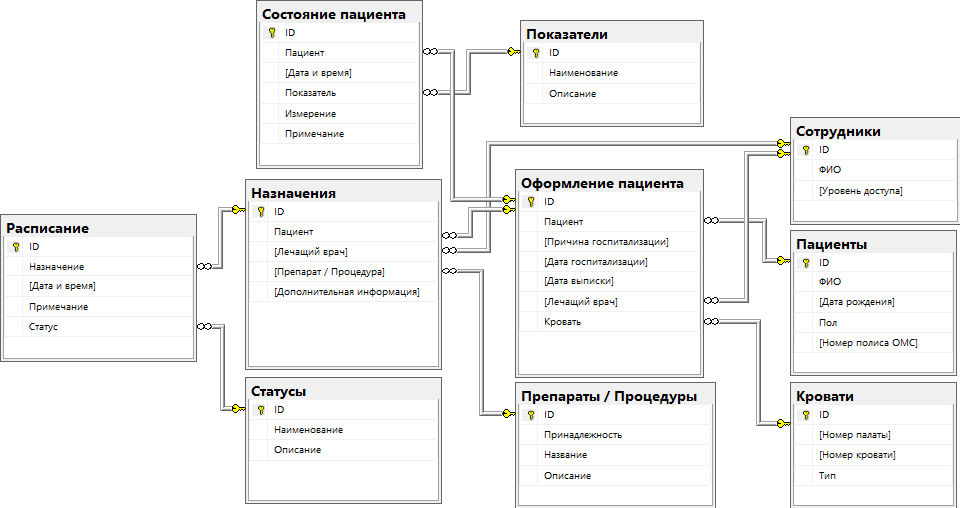 Состояние пациента
ID
Пациент
[Дата и время]
Показатель
Измерение
Примечание
Показатели
ID
Наименование
Описание
Сотрудники
ID
ФИО
[Уровень доступа]
Назначения
ID
Пациент
[Лечащий врач]
[Препарат / Процедура]
[Дополнительная информация]
Оформление пациента
ID
Пациент
[Причина госпитализации]
[Дата госпитализации]
[Дата выписки]
[Лечащий врач]
Кровать
Расписание
ID
Назначение
[Дата и время]
Примечание
Статус
Пациенты
ID
ФИО
[Дата рождения]
Пол
[Номер полиса ОМС]
Статусы
ID
Наименование
Описание
Препараты / Процедуры
ID
Принадлежность
Название
Описание
Кровати
ID
[Номер палаты]
[Номер кровати]
Тип